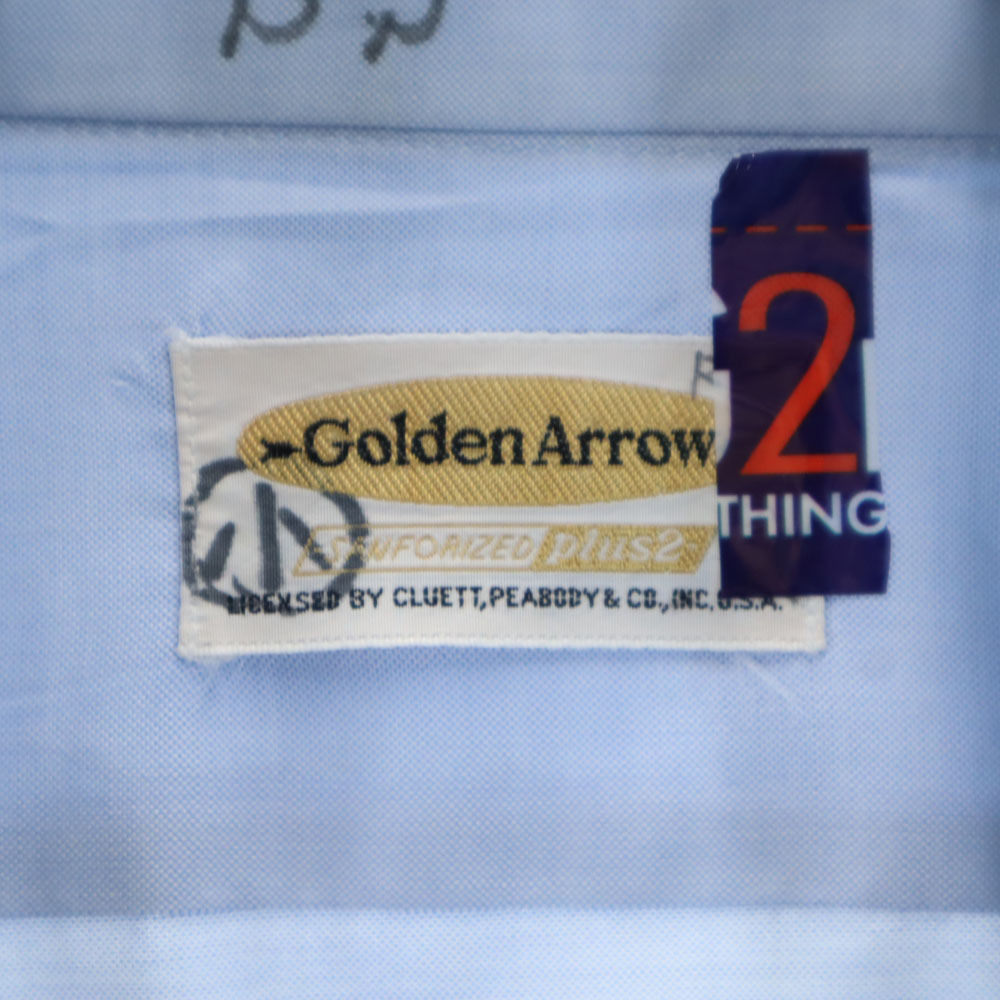 Golden Arrow
SANFORIZED plus2
LICENSED BY CLUETT, PEABODY & CO., INC. U.S.A.
小
2
THING